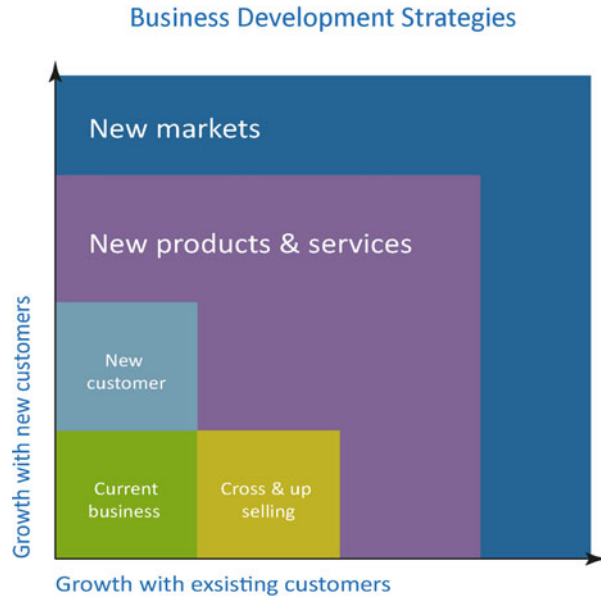 Business Development Strategies
New markets
New products & services
New
customer
Current
business
Cross & up
selling
Growth with new customers
Growth with exsisting customers